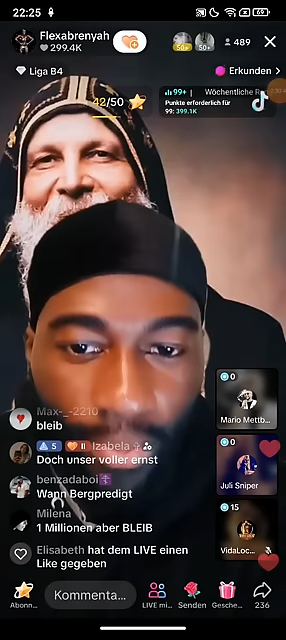 22:25
69
Flexabrenyah
299.4K
50+
50+
489
Liga B4
Erkunden
42/50
99+ Wöchentliche R
Punkte erforderlich für
99: 399.1K
Max-_-2210
bleib
5 II Izabela
Doch unser voller ernst
benzadaboi
Wann Bergpredigt
Milena
1 Millionen aber BLEIB
Elisabeth hat dem LIVE einen
Like gegeben
0
Mario Mettb...
0
Juli Sniper
15
VidaLoc...
Abonn...
Kommenta...
LIVE mi...
Senden
Gesche...
236